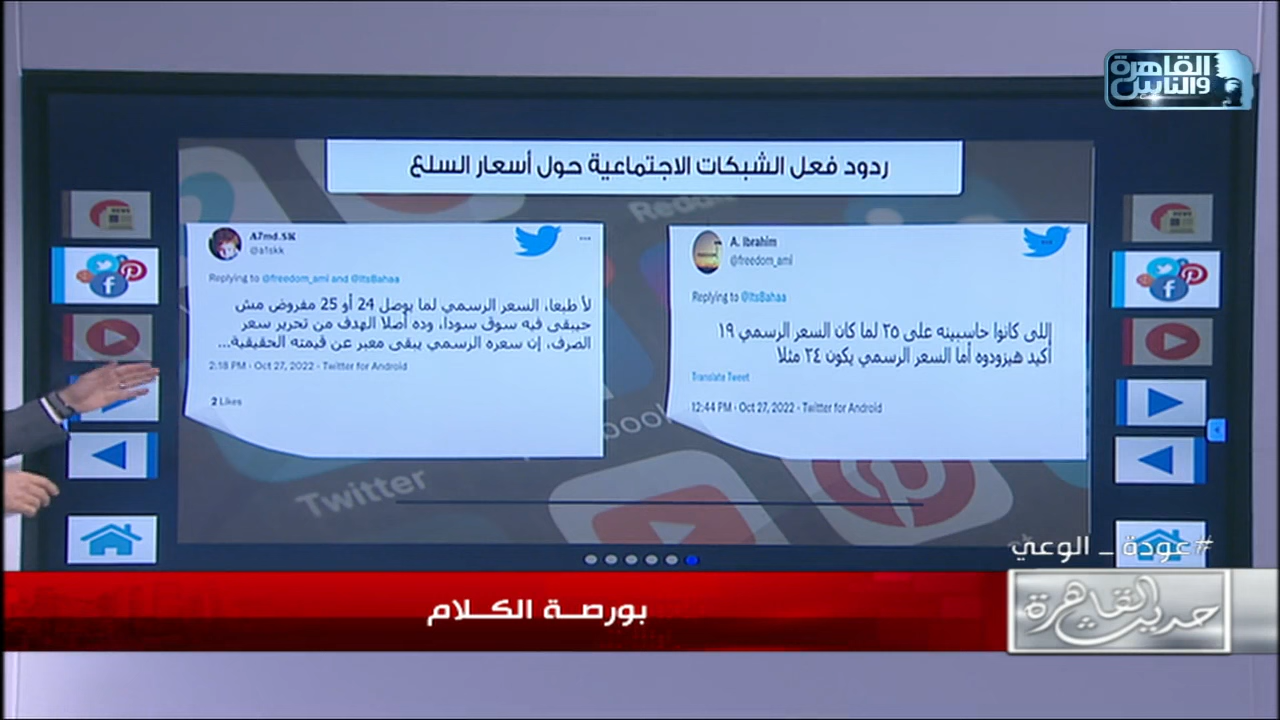 القاهرة
والناس
ردود فعل الشبكات الاجتماعية حول أسعار السلع
A. Ibrahim
@freedom_ami
Replying to @ItsBahaa
إللى كانوا حاسبينه على ٢٥ لما كان السعر الرسمي ١٩
أكيد هيزودوه أما السعر الرسمي يكون ٢٤ مثلا
Translate Tweet
12:44 PM · Oct 27, 2022 · Twitter for Android
A7md.SK
@a1skk
Replying to @freedom_ami and @ItsBahaa
لأ طبعا، السعر الرسمي لما يوصل 24 أو 25 مفروض مش
حيبقى فيه سوق سودا، وده أصلا الهدف من تحرير سعر
الصرف، إن سعره الرسمي يبقى معبر عن قيمته الحقيقية...
2:18 PM · Oct 27, 2022 · Twitter for Android
2 Likes
Twitter
#عودة_الوعي
بورصة الكلام
حديث القاهرة